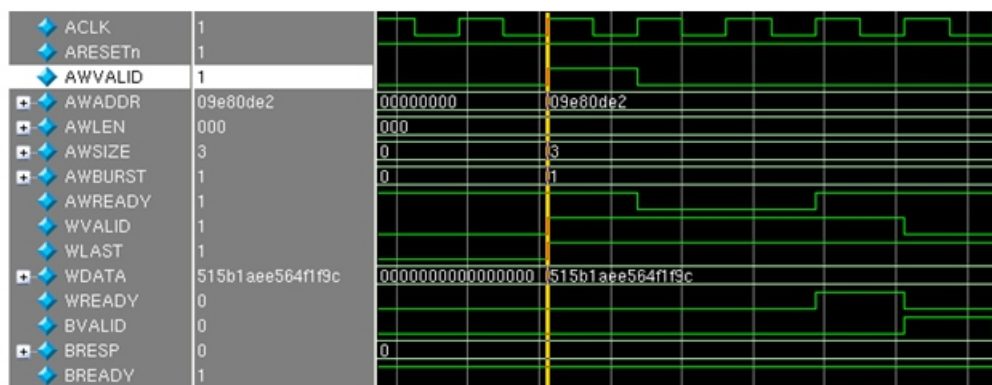 ACLK 1
ARESETn 1
AWVALID 1
AWADDR 09e80de2 00000000 09e80de2
AWLEN 000 000
AWSIZE 3 0 3
AWBURST 1 0 1
AWREADY 1
WVALID 1
WLAST 1
WDATA 515b1aee564f1f9c 0000000000000000 515b1aee564f1f9c
WREADY 0
BVALID 0
BRESP 0 0
BREADY 1